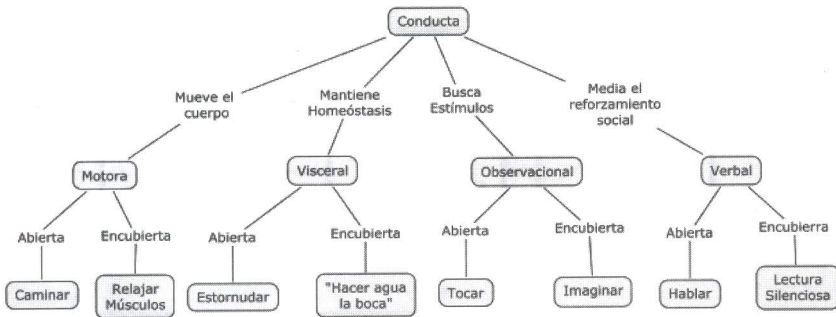 Conducta
Mueve el
cuerpo
Mantiene
Homeóstasis
Busca
Estímulos
Media el
reforzamiento
social
Motora
Visceral
Observacional
Verbal
Abierta
Encubierta
Abierta
Encubierta
Abierta
Encubierta
Abierta
Encubierra
Caminar
Relajar
Músculos
Estornudar
"Hacer agua
la boca"
Tocar
Imaginar
Hablar
Lectura
Silenciosa